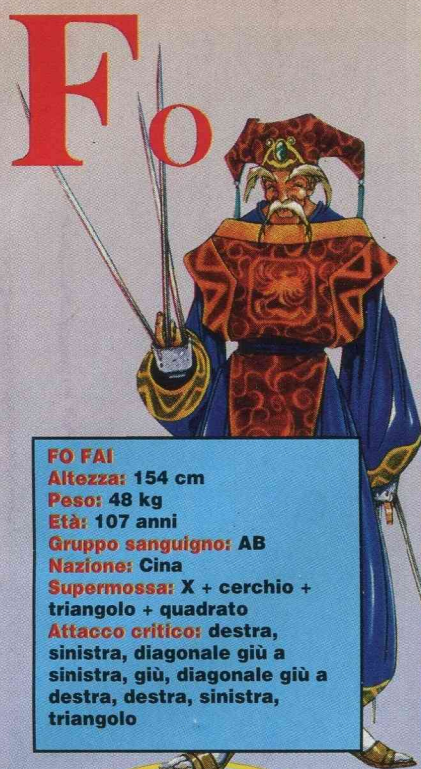 Fo
FO FAI
Altezza: 154 cm
Peso: 48 kg
Età: 107 anni
Gruppo sanguigno: AB
Nazione: Cina
Supermossa: X + cerchio +
triangolo + quadrato
Attacco critico: destra,
sinistra, diagonale giù a
sinistra, giù, diagonale giù a
destra, destra, sinistra,
triangolo